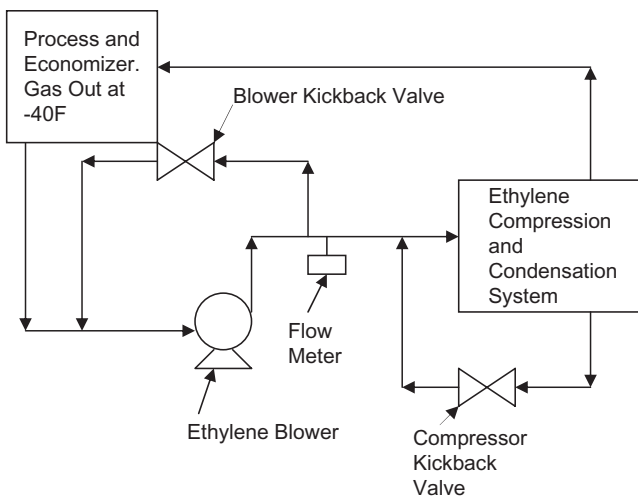 Process and
Economizer.
Gas Out at
-40F
Blower Kickback Valve
Ethylene
Compression
and
Condensation
System
Flow
Meter
Ethylene Blower
Compressor
Kickback
Valve